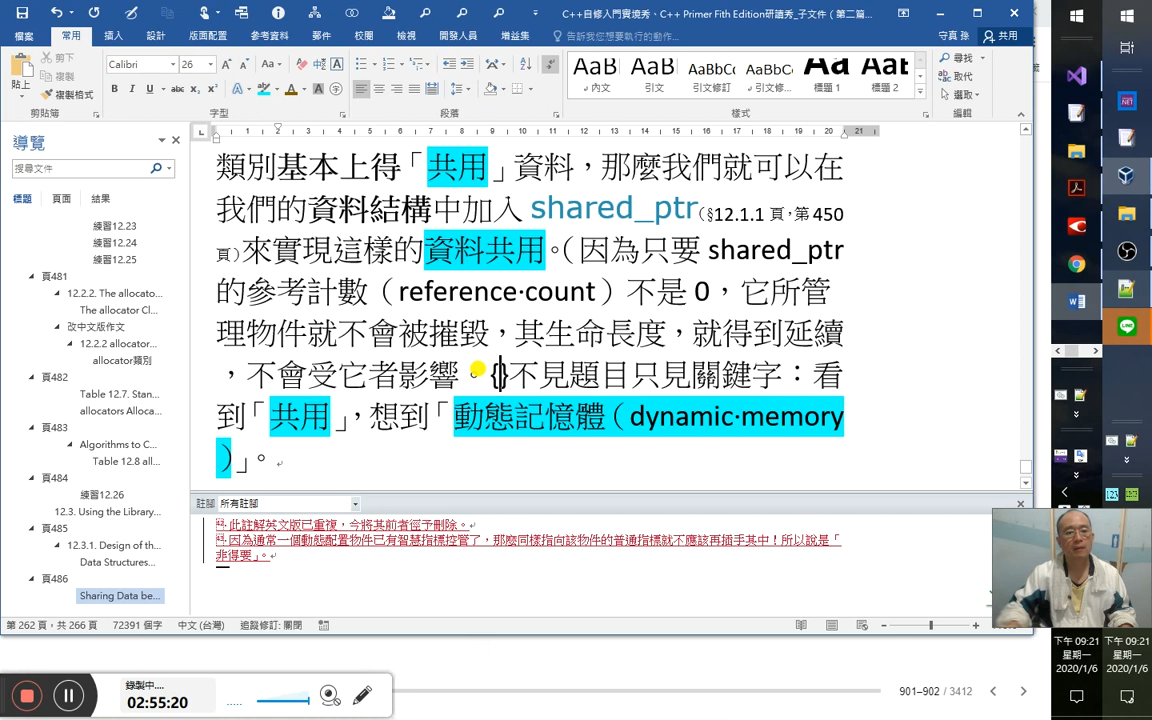 C++自修入門實境秀、C++ Primer Fith Edition研讀秀_子文件（第二篇...
檔案 常用 插入 設計 版面配置 參考資料 郵件 校閱 檢視 開發人員 增益集 告訴我您想要執行的動作... 守真 孫 共用
貼上 剪下 複製 複製格式
Calibri 26
AaB AaB AaBbC AaBbC AaB AaB
內文 引文 引文修訂 引文修.. 標題 1 標題 2
尋找 取代 選取
剪貼簿 字型 段落 樣式 編輯
導覽
搜尋文件
標題 頁面 結果
練習12.23
練習12.24
練習12.25
頁481
12.2.2. The allocato...
The allocator Cl...
改中文版作文
12.2.2 allocator...
allocator類別
頁482
Table 12.7. Stan...
allocators Alloca...
頁483
Algorithms to C...
Table 12.8 all...
頁484
練習12.26
12.3. Using the Library...
頁485
12.3.1. Design of th...
Data Structures...
頁486
Sharing Data be...
類別基本上得「共用」資料，那麼我們就可以在
我們的資料結構中加入 shared_ptr（§12.1.1 頁,第 450
頁）來實現這樣的資料共用。（因為只要 shared_ptr
的參考計數（reference·count）不是 0，它所管
理物件就不會被摧毀，其生命長度，就得到延續
，不會受它者影響。{}不見題目只見關鍵字：看
到「共用」，想到「動態記憶體（dynamic·memory
）」。
註腳 所有註腳
42 此註解英文版已重複，今將其前者徑予刪除。
43 因為通常一個動態配置物件已有智慧指標控管了，那麼同樣指向該物件的普通指標就不應該再插手其中！所以說是「
非得要」。
第 262 頁，共 266 頁 72391 個字 中文 (台灣) 追蹤修訂: 關閉
錄製中....
02:55:20
901–902 / 3412
下午 09:21
星期一
2020/1/6
下午 09:21
星期一
2020/1/6